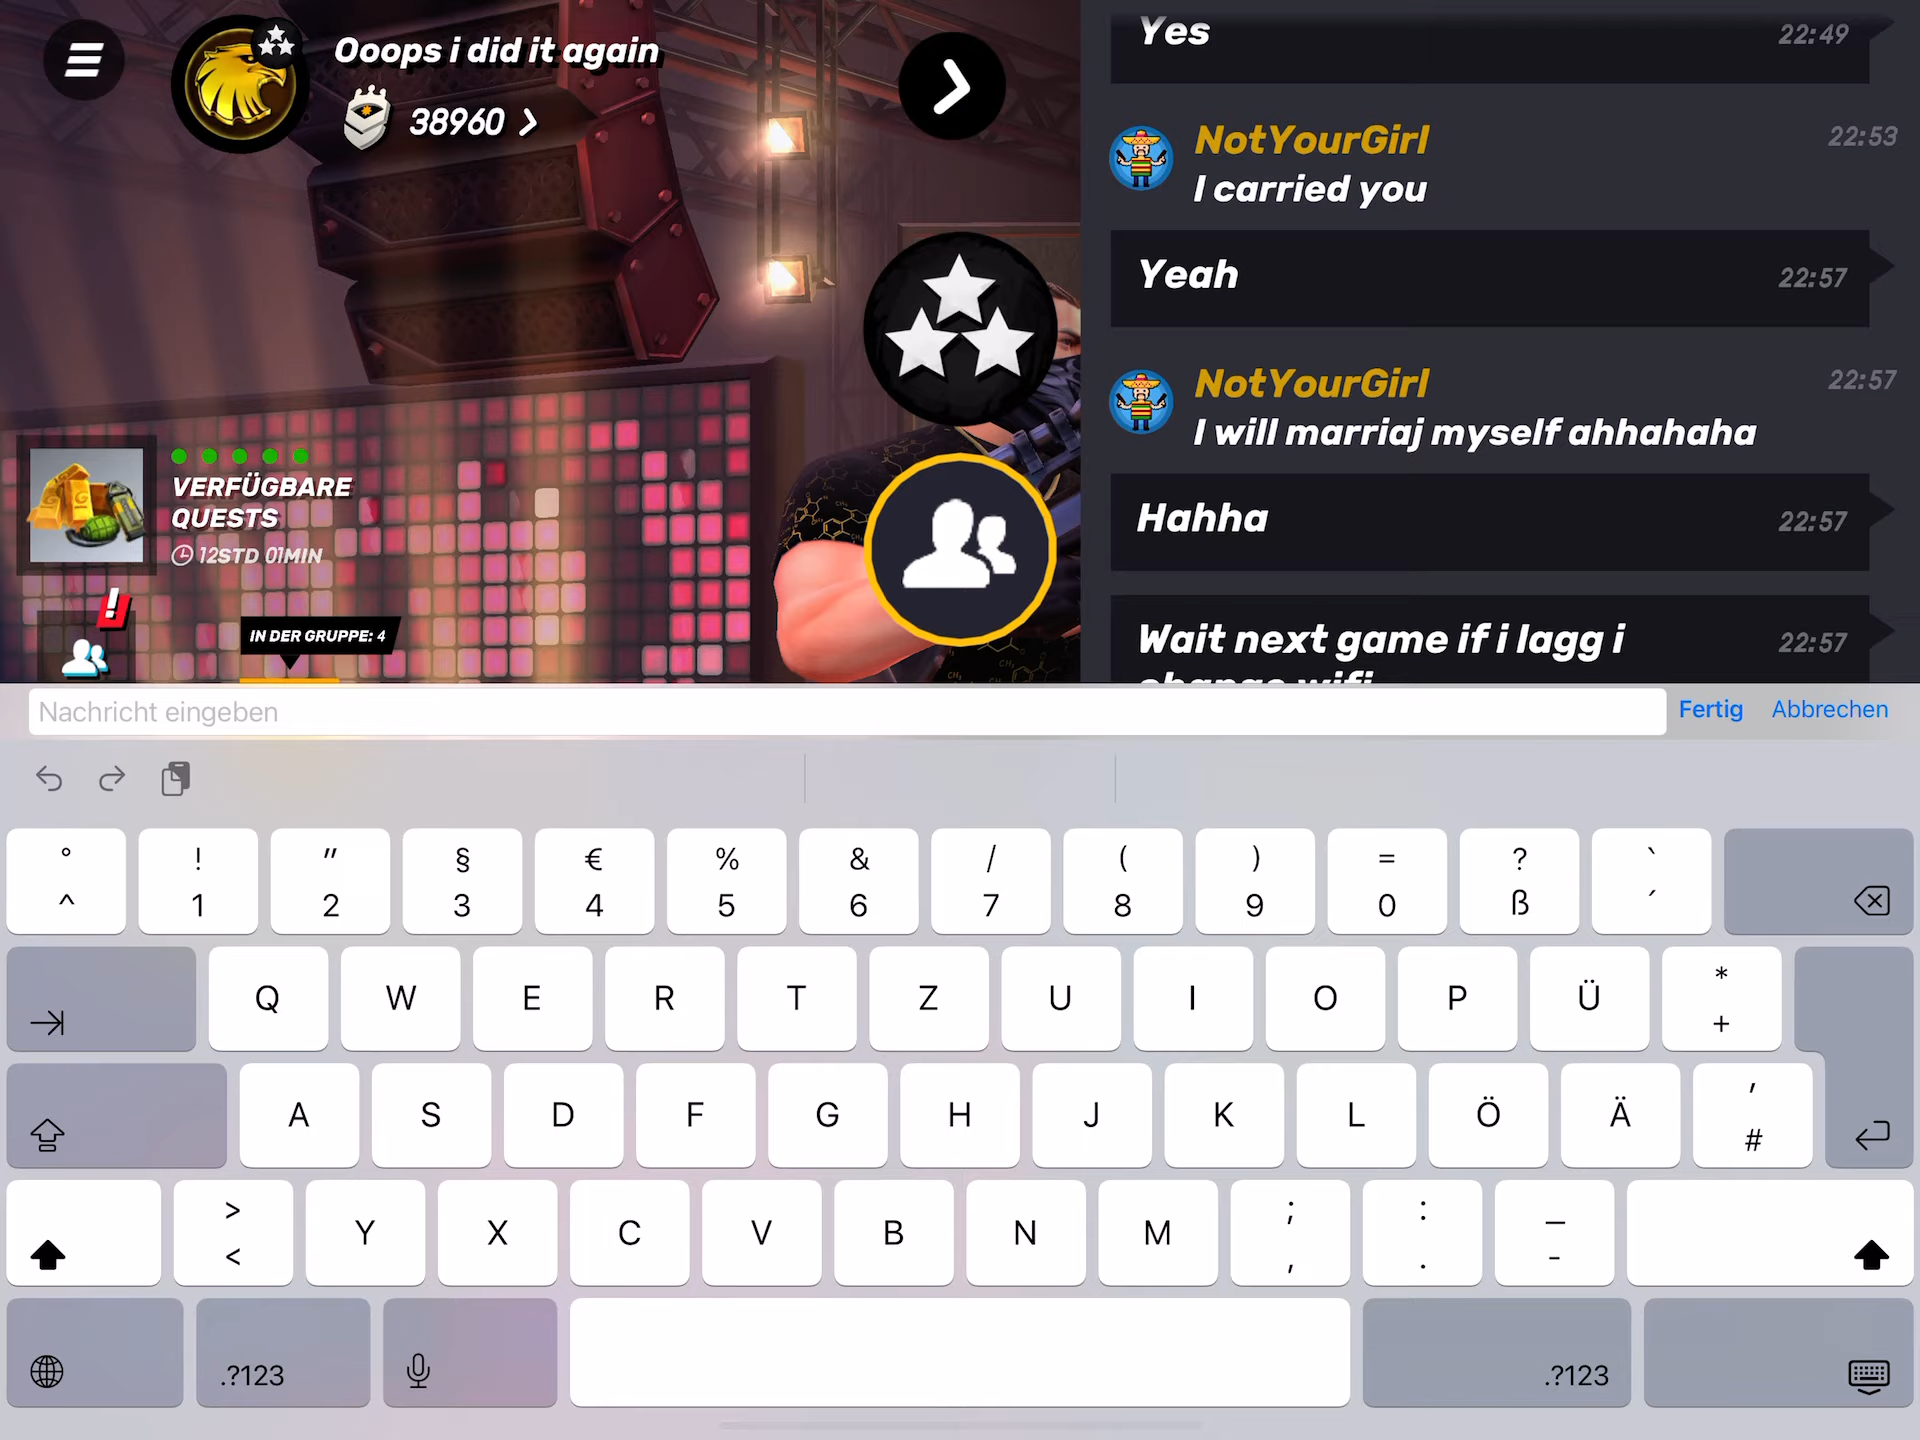 Ooops i did it again
38960
VERFÜGBARE
QUESTS
12STD 01MIN
!
IN DER GRUPPE: 4
Yes 22:49
NotYourGirl 22:53
I carried you
Yeah 22:57
NotYourGirl 22:57
I will marriaj myself ahhahaha
Hahha 22:57
Wait next game if i lagg i 22:57
change wifi
Nachricht eingeben Fertig Abbrechen
° ! " § € % & / ( ) = ? `
^ 1 2 3 4 5 6 7 8 9 0 ß ´
Q W E R T Z U I O P Ü * +
A S D F G H J K L Ö Ä ' #
> < Y X C V B N M ; , : . _ -
.?123 .?123